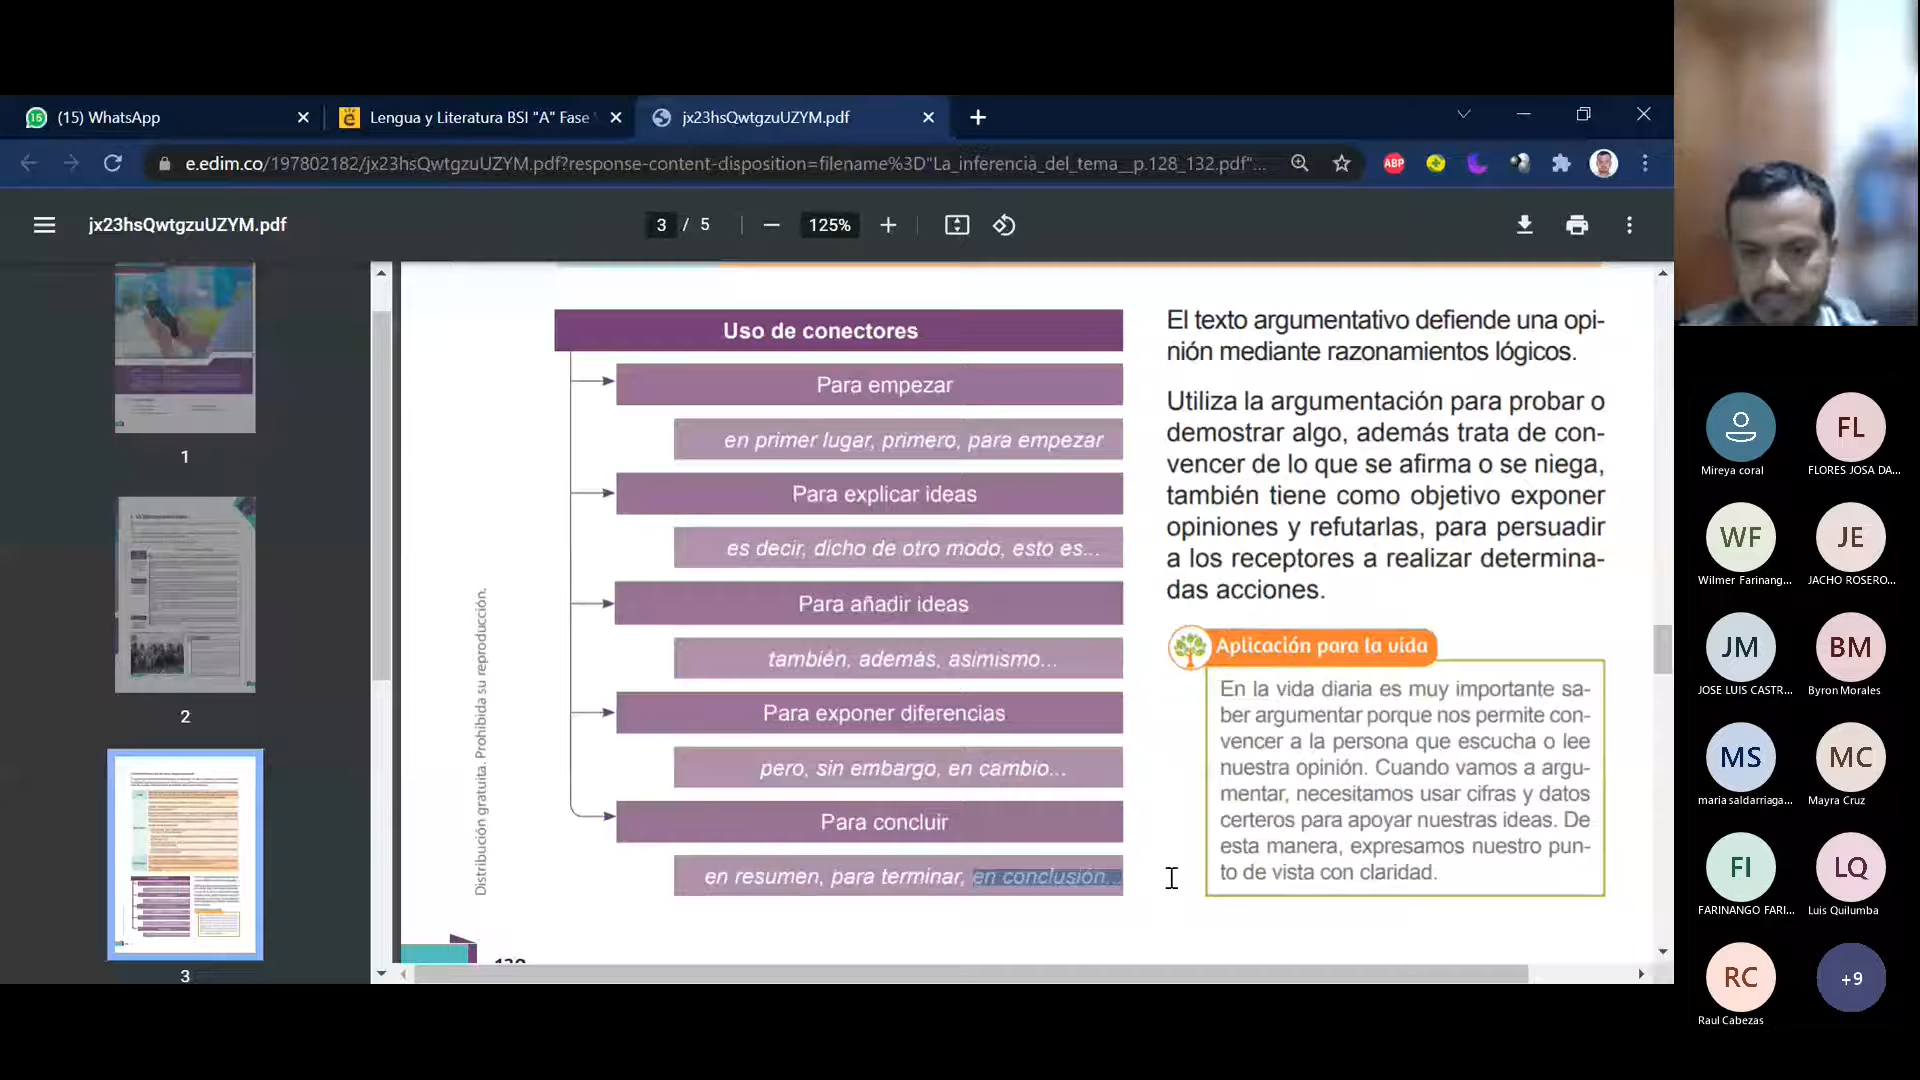 (15) WhatsApp
Lengua y Literatura BSI "A" Fase
jx23hsQwtgzuUZYM.pdf
e.edim.co/197802182/jx23hsQwtgzuUZYM.pdf?response-content-disposition=filename%3D"La_inferencia_del_tema__p.128_132.pdf"...
ABP
jx23hsQwtgzuUZYM.pdf
3 / 5
125%
1
2
3
Distribución gratuita. Prohibida su reproducción.
Uso de conectores
Para empezar
en primer lugar, primero, para empezar
Para explicar ideas
es decir, dicho de otro modo, esto es...
Para añadir ideas
también, además, asimismo...
Para exponer diferencias
pero, sin embargo, en cambio...
Para concluir
en resumen, para terminar, en conclusión...
El texto argumentativo defiende una opi-
nión mediante razonamientos lógicos.
Utiliza la argumentación para probar o
demostrar algo, además trata de con-
vencer de lo que se afirma o se niega,
también tiene como objetivo exponer
opiniones y refutarlas, para persuadir
a los receptores a realizar determina-
das acciones.
Aplicación para la vida
En la vida diaria es muy importante sa-
ber argumentar porque nos permite con-
vencer a la persona que escucha o lee
nuestra opinión. Cuando vamos a argu-
mentar, necesitamos usar cifras y datos
certeros para apoyar nuestras ideas. De
esta manera, expresamos nuestro pun-
to de vista con claridad.
Mireya coral
FL
FLORES JOSA DA...
WF
Wilmer Farinang...
JE
JACHO ROSERO...
JM
JOSE LUIS CASTR...
BM
Byron Morales
MS
maria saldarriaga...
MC
Mayra Cruz
FI
FARINANGO FARI...
LQ
Luis Quilumba
RC
Raul Cabezas
+9